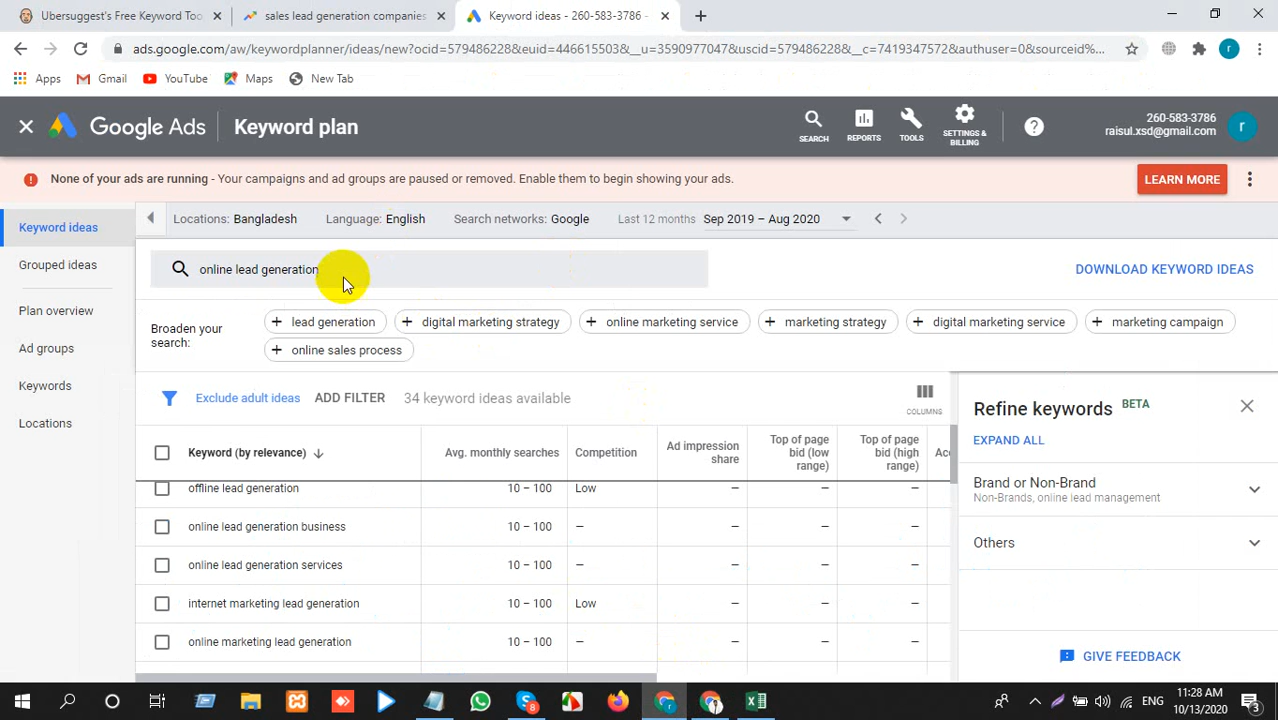 Ubersuggest's Free Keyword Too
sales lead generation companies
Keyword ideas - 260-583-3786 -
ads.google.com/aw/keywordplanner/ideas/new?ocid=579486228&euid=446615503&__u=3590977047&uscid=579486228&__c=7419347572&authuser=0&sourceid%...
r
Apps Gmail YouTube Maps New Tab
Google Ads Keyword plan
SEARCH REPORTS TOOLS SETTINGS & BILLING
260-583-3786
raisul.xsd@gmail.com
r
None of your ads are running - Your campaigns and ad groups are paused or removed. Enable them to begin showing your ads.
LEARN MORE
Keyword ideas
Grouped ideas
Plan overview
Ad groups
Keywords
Locations
Locations: Bangladesh Language: English Search networks: Google Last 12 months Sep 2019 – Aug 2020
online lead generation
DOWNLOAD KEYWORD IDEAS
Broaden your search:
+ lead generation + digital marketing strategy + online marketing service + marketing strategy + digital marketing service + marketing campaign
+ online sales process
Exclude adult ideas ADD FILTER 34 keyword ideas available
COLUMNS
Keyword (by relevance) Avg. monthly searches Competition Ad impression share Top of page bid (low range) Top of page bid (high range) Acc
offline lead generation 10 – 100 Low – – –
online lead generation business 10 – 100 – – – –
online lead generation services 10 – 100 – – – –
internet marketing lead generation 10 – 100 Low – – –
online marketing lead generation 10 – 100 – – – –
Refine keywords BETA
EXPAND ALL
Brand or Non-Brand
Non-Brands, online lead management
Others
GIVE FEEDBACK
8
ENG
11:28 AM
10/13/2020
3